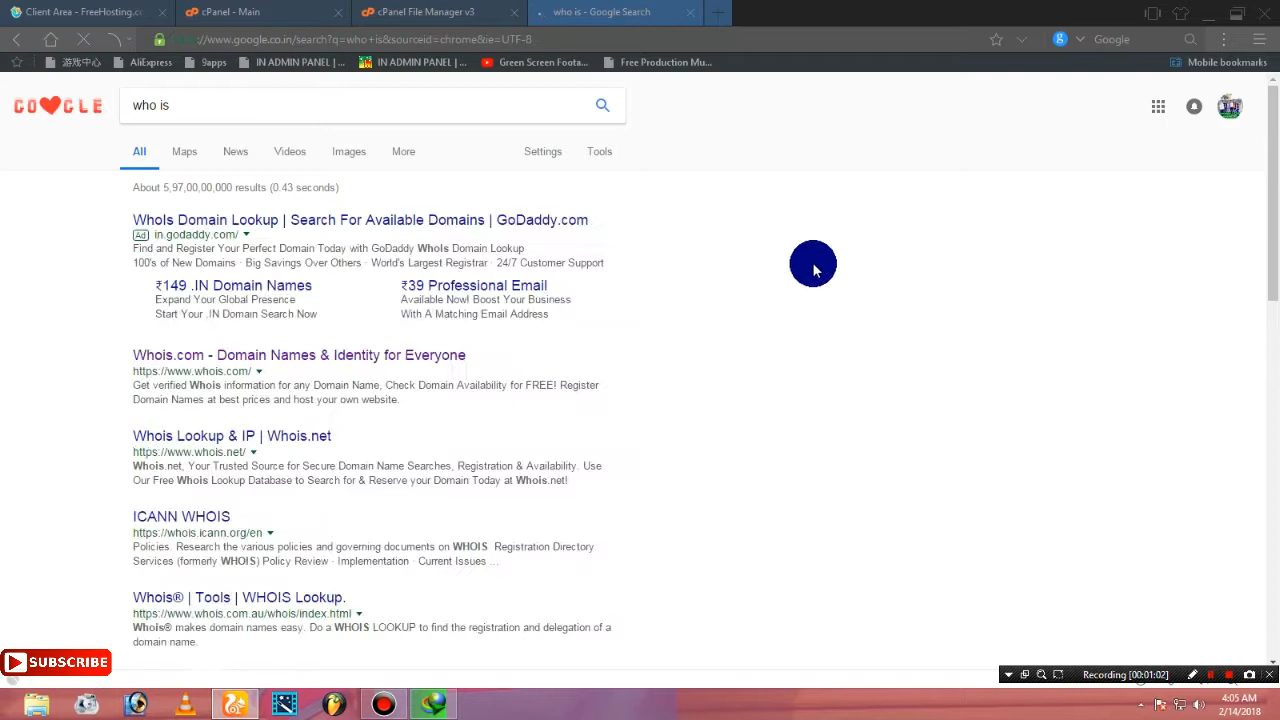 Client Area - FreeHosting.c
cPanel - Main
cPanel File Manager v3
who is - Google Search
://www.google.co.in/search?q=who+is&sourceid=chrome&ie=UTF-8
Google
游戏中心
AliExpress
9apps
IN ADMIN PANEL | ...
IN ADMIN PANEL | ...
Green Screen Foota...
Free Production Mu...
Mobile bookmarks
GO GLE
who is
All
Maps
News
Videos
Images
More
Settings
Tools
About 5,97,00,00,000 results (0.43 seconds)
WhoIs Domain Lookup | Search For Available Domains | GoDaddy.com
Ad in.godaddy.com/
Find and Register Your Perfect Domain Today with GoDaddy WhoIs Domain Lookup
100's of New Domains · Big Savings Over Others · World's Largest Registrar · 24/7 Customer Support
₹149 .IN Domain Names
₹39 Professional Email
Expand Your Global Presence
Available Now! Boost Your Business
Start Your .IN Domain Search Now
With A Matching Email Address
Whois.com - Domain Names & Identity for Everyone
https://www.whois.com/
Get verified Whois information for any Domain Name, Check Domain Availability for FREE! Register
Domain Names at best prices and host your own website.
Whois Lookup & IP | Whois.net
https://www.whois.net/
Whois.net, Your Trusted Source for Secure Domain Name Searches, Registration & Availability. Use
Our Free Whois Lookup Database to Search for & Reserve your Domain Today at Whois.net!
ICANN WHOIS
https://whois.icann.org/en
Policies. Research the various policies and governing documents on WHOIS Registration Directory
Services (formerly WHOIS) Policy Review · Implementation · Current Issues ...
Whois® | Tools | WHOIS Lookup.
https://www.whois.com.au/whois/index.html
Whois® makes domain names easy. Do a WHOIS LOOKUP to find the registration and delegation of a
domain name.
SUBSCRIBE
Recording [00:01:02]
4:05 AM
2/14/2018